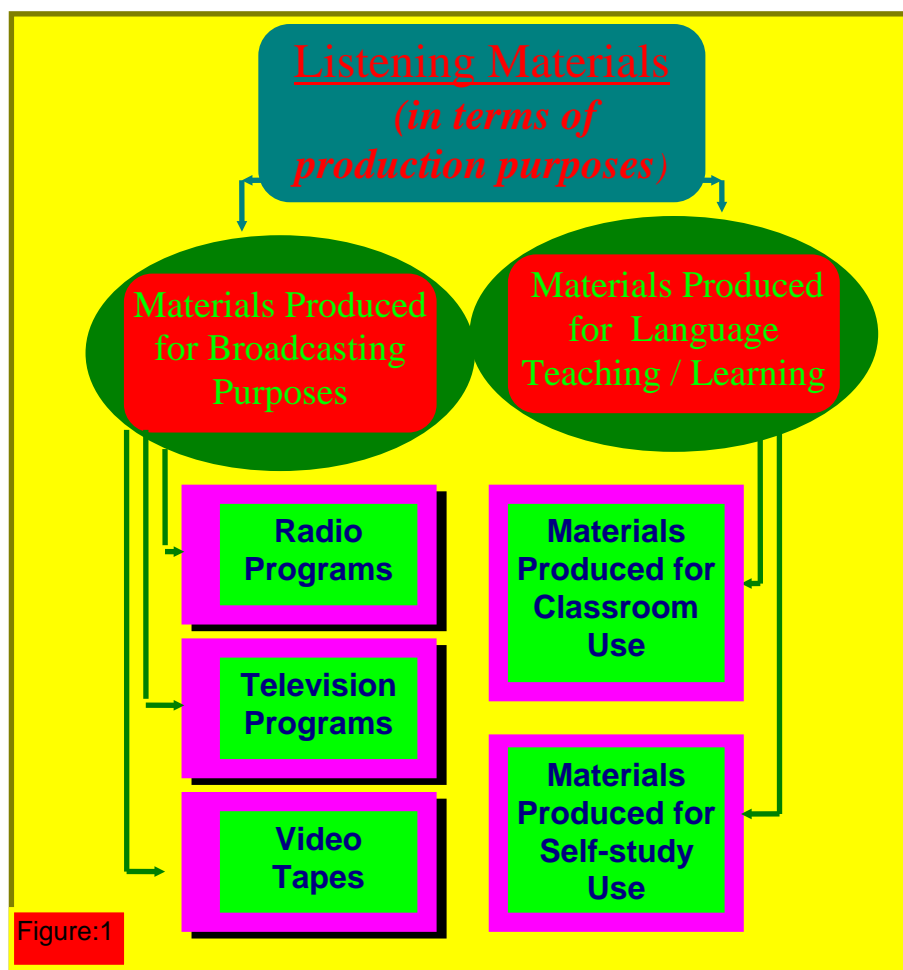 Listening Materials
(in terms of
production purposes)
Materials Produced
for Broadcasting
Purposes
Materials Produced
for Language
Teaching / Learning
Radio
Programs
Television
Programs
Video
Tapes
Materials
Produced for
Classroom
Use
Materials
Produced for
Self-study
Use
Figure:1